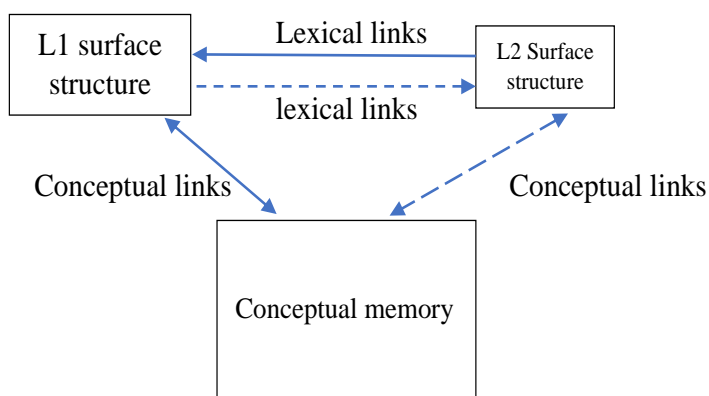 Lexical links
L1 surface
structure
L2 Surface
structure
lexical links
Conceptual links
Conceptual links
Conceptual memory